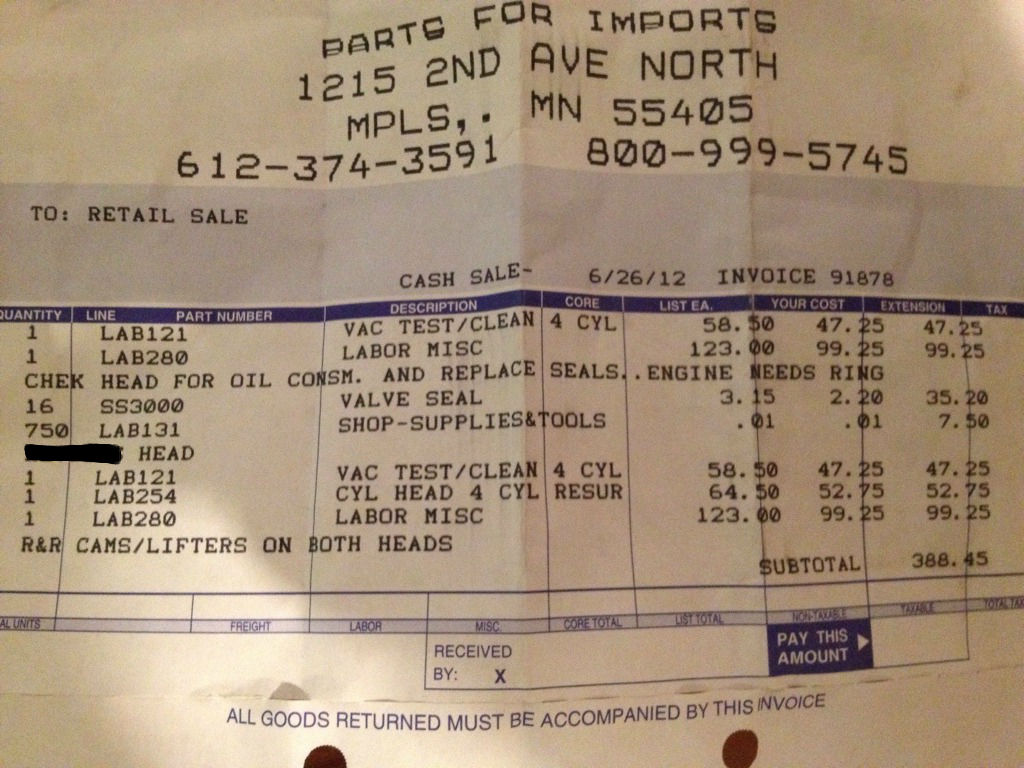 PARTS FOR IMPORTS
1215 2ND AVE NORTH
MPLS,. MN 55405
612-374-3591 800-999-5745
TO: RETAIL SALE
CASH SALE- 6/26/12 INVOICE 91878
QUANTITY LINE PART NUMBER DESCRIPTION CORE LIST EA. YOUR COST EXTENSION TAX
1 LAB121 VAC TEST/CLEAN 4 CYL 58.50 47.25 47.25
1 LAB280 LABOR MISC 123.00 99.25 99.25
CHEK HEAD FOR OIL CONSM. AND REPLACE SEALS..ENGINE NEEDS RING
16 SS3000 VALVE SEAL 3.15 2.20 35.20
750 LAB131 SHOP-SUPPLIES&TOOLS .01 .01 7.50
HEAD
1 LAB121 VAC TEST/CLEAN 4 CYL 58.50 47.25 47.25
1 LAB254 CYL HEAD 4 CYL RESUR 64.50 52.75 52.75
1 LAB280 LABOR MISC 123.00 99.25 99.25
R&R CAMS/LIFTERS ON BOTH HEADS
SUBTOTAL 388.45
AL UNITS FREIGHT LABOR MISC. CORE TOTAL LIST TOTAL NON-TAXABLE TAXABLE TOTAL TAX
RECEIVED
BY: X
PAY THIS
AMOUNT
ALL GOODS RETURNED MUST BE ACCOMPANIED BY THIS INVOICE